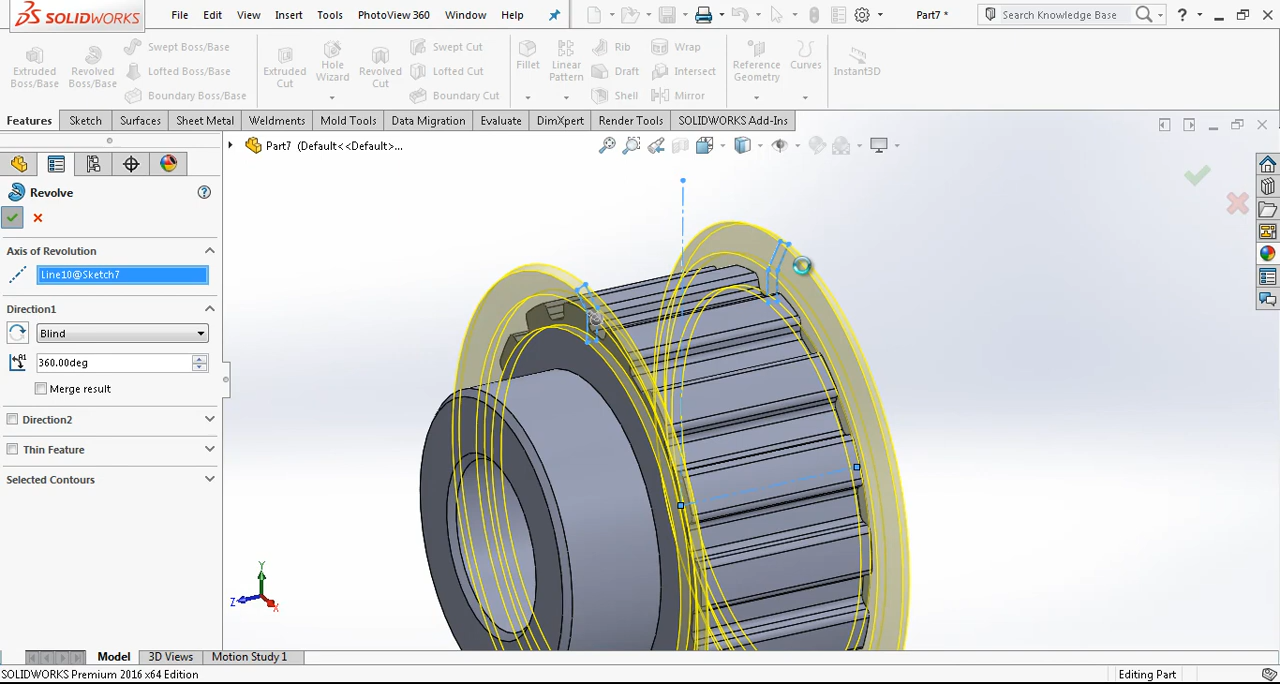 SOLIDWORKS File Edit View Insert Tools PhotoView 360 Window Help Part7 * Search Knowledge Base ?
Extruded Boss/Base
Revolved Boss/Base
Swept Boss/Base
Lofted Boss/Base
Boundary Boss/Base
Extruded Cut
Hole Wizard
Revolved Cut
Swept Cut
Lofted Cut
Boundary Cut
Fillet
Linear Pattern
Rib
Draft
Shell
Wrap
Intersect
Mirror
Reference Geometry
Curves
Instant3D
Features Sketch Surfaces Sheet Metal Weldments Mold Tools Data Migration Evaluate DimXpert Render Tools SOLIDWORKS Add-Ins
Part7 (Default<<Default>...
Revolve ?
Axis of Revolution
Line10@Sketch7
Direction1
Blind
A1 360.00deg
Merge result
Direction2
Thin Feature
Selected Contours
Y
Z
X
Model 3D Views Motion Study 1
SOLIDWORKS Premium 2016 x64 Edition Editing Part